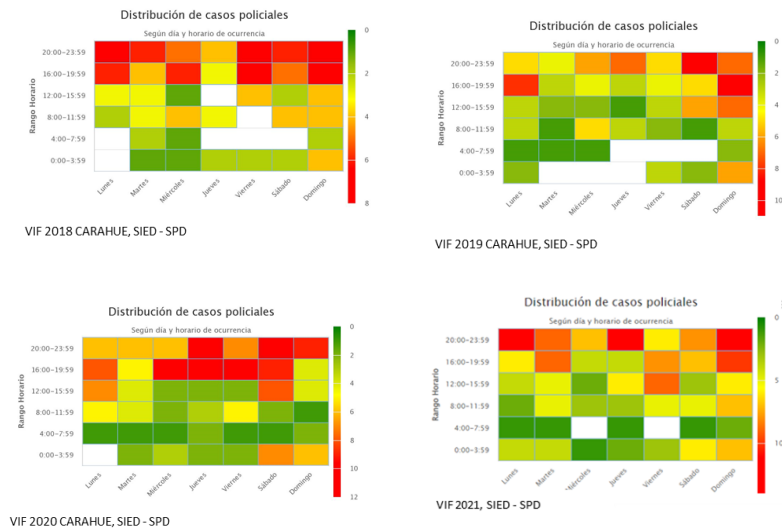 Distribución de casos policiales
Según día y horario de ocurrencia
Rango Horario
20:00-23:59
16:00-19:59
12:00-15:59
8:00-11:59
4:00-7:59
0:00-3:59
Lunes
Martes
Miércoles
Jueves
Viernes
Sábado
Domingo
0
2
4
6
8
VIF 2018 CARAHUE, SIED - SPD
Distribución de casos policiales
Según día y horario de ocurrencia
Rango Horario
20:00-23:59
16:00-19:59
12:00-15:59
8:00-11:59
4:00-7:59
0:00-3:59
Lunes
Martes
Miércoles
Jueves
Viernes
Sábado
Domingo
0
2
4
6
8
10
VIF 2019 CARAHUE, SIED - SPD
Distribución de casos policiales
Según día y horario de ocurrencia
Rango Horario
20:00-23:59
16:00-19:59
12:00-15:59
8:00-11:59
4:00-7:59
0:00-3:59
Lunes
Martes
Miércoles
Jueves
Viernes
Sábado
Domingo
0
2
4
6
8
10
12
VIF 2020 CARAHUE, SIED - SPD
Distribución de casos policiales
Según día y horario de ocurrencia
Rango Horario
20:00-23:59
16:00-19:59
12:00-15:59
8:00-11:59
4:00-7:59
0:00-3:59
Lunes
Martes
Miércoles
Jueves
Viernes
Sábado
Domingo
0
5
10
VIF 2021, SIED - SPD